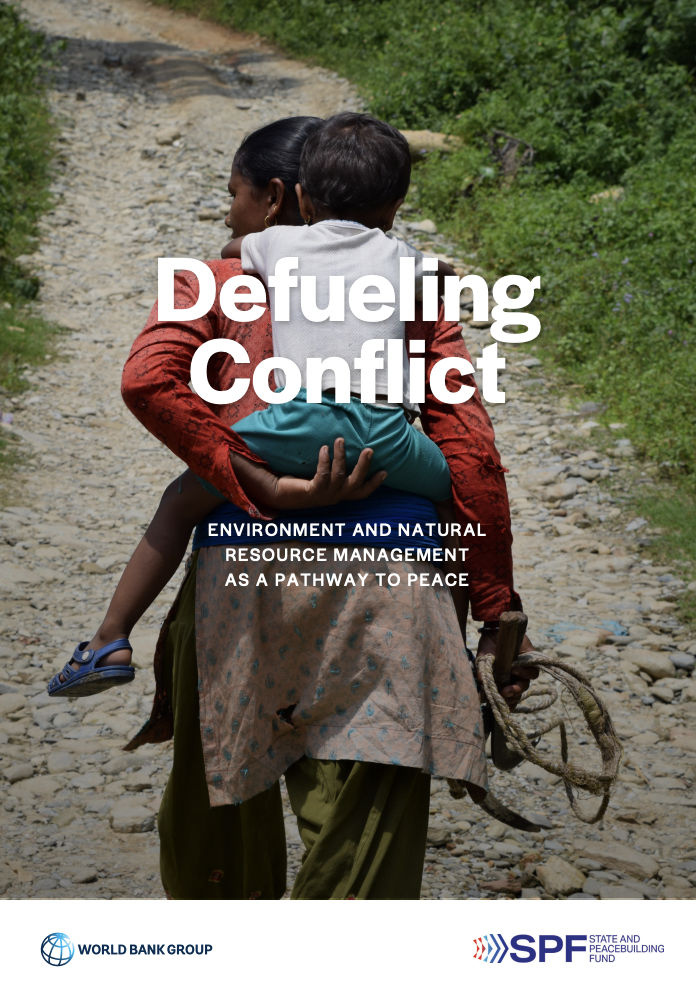 Defueling
Conflict
ENVIRONMENT AND NATURAL
RESOURCE MANAGEMENT
AS A PATHWAY TO PEACE
WORLD BANK GROUP
SPF
STATE AND
PEACEBUILDING
FUND